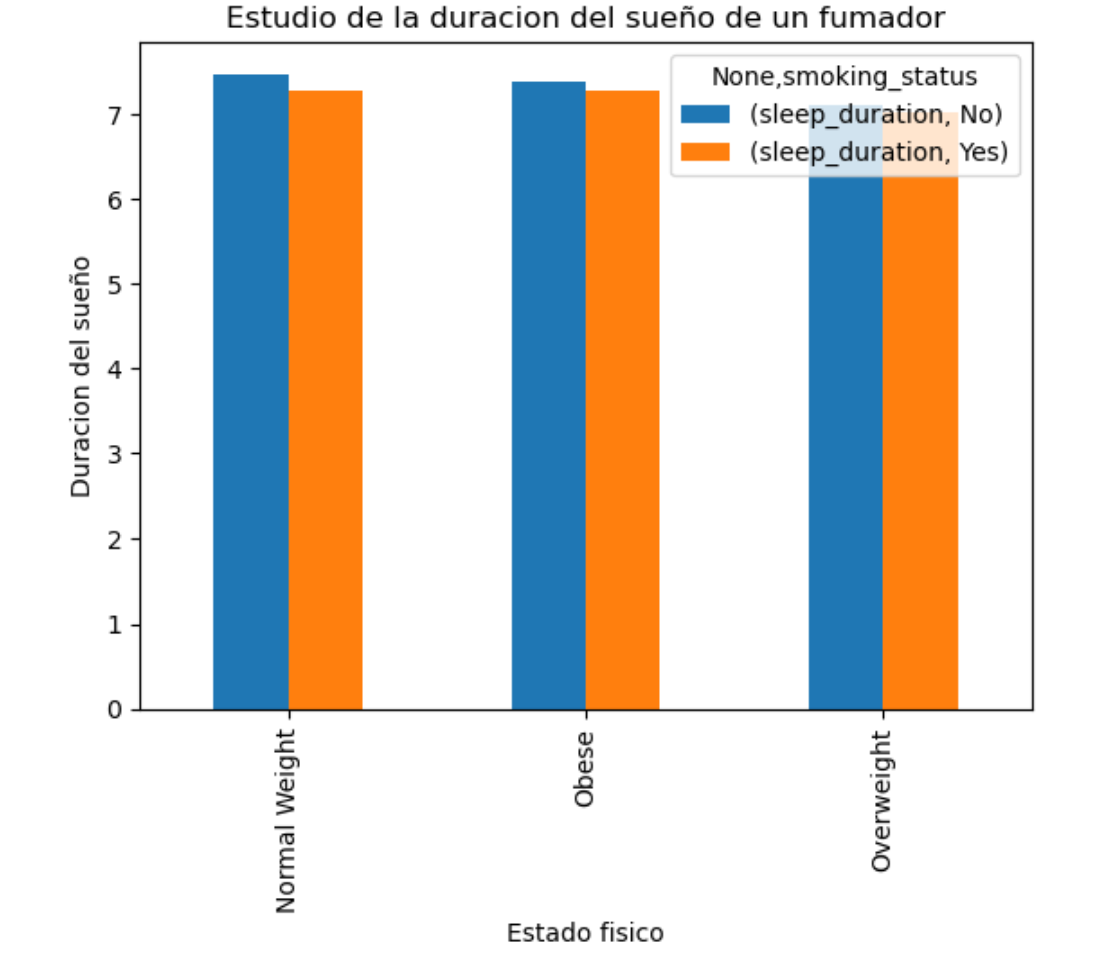 Estudio de la duracion del sueño de un fumador
None,smoking_status
(sleep_duration, No)
(sleep_duration, Yes)
Duracion del sueño
7
6
5
4
3
2
1
0
Normal Weight
Obese
Overweight
Estado fisico